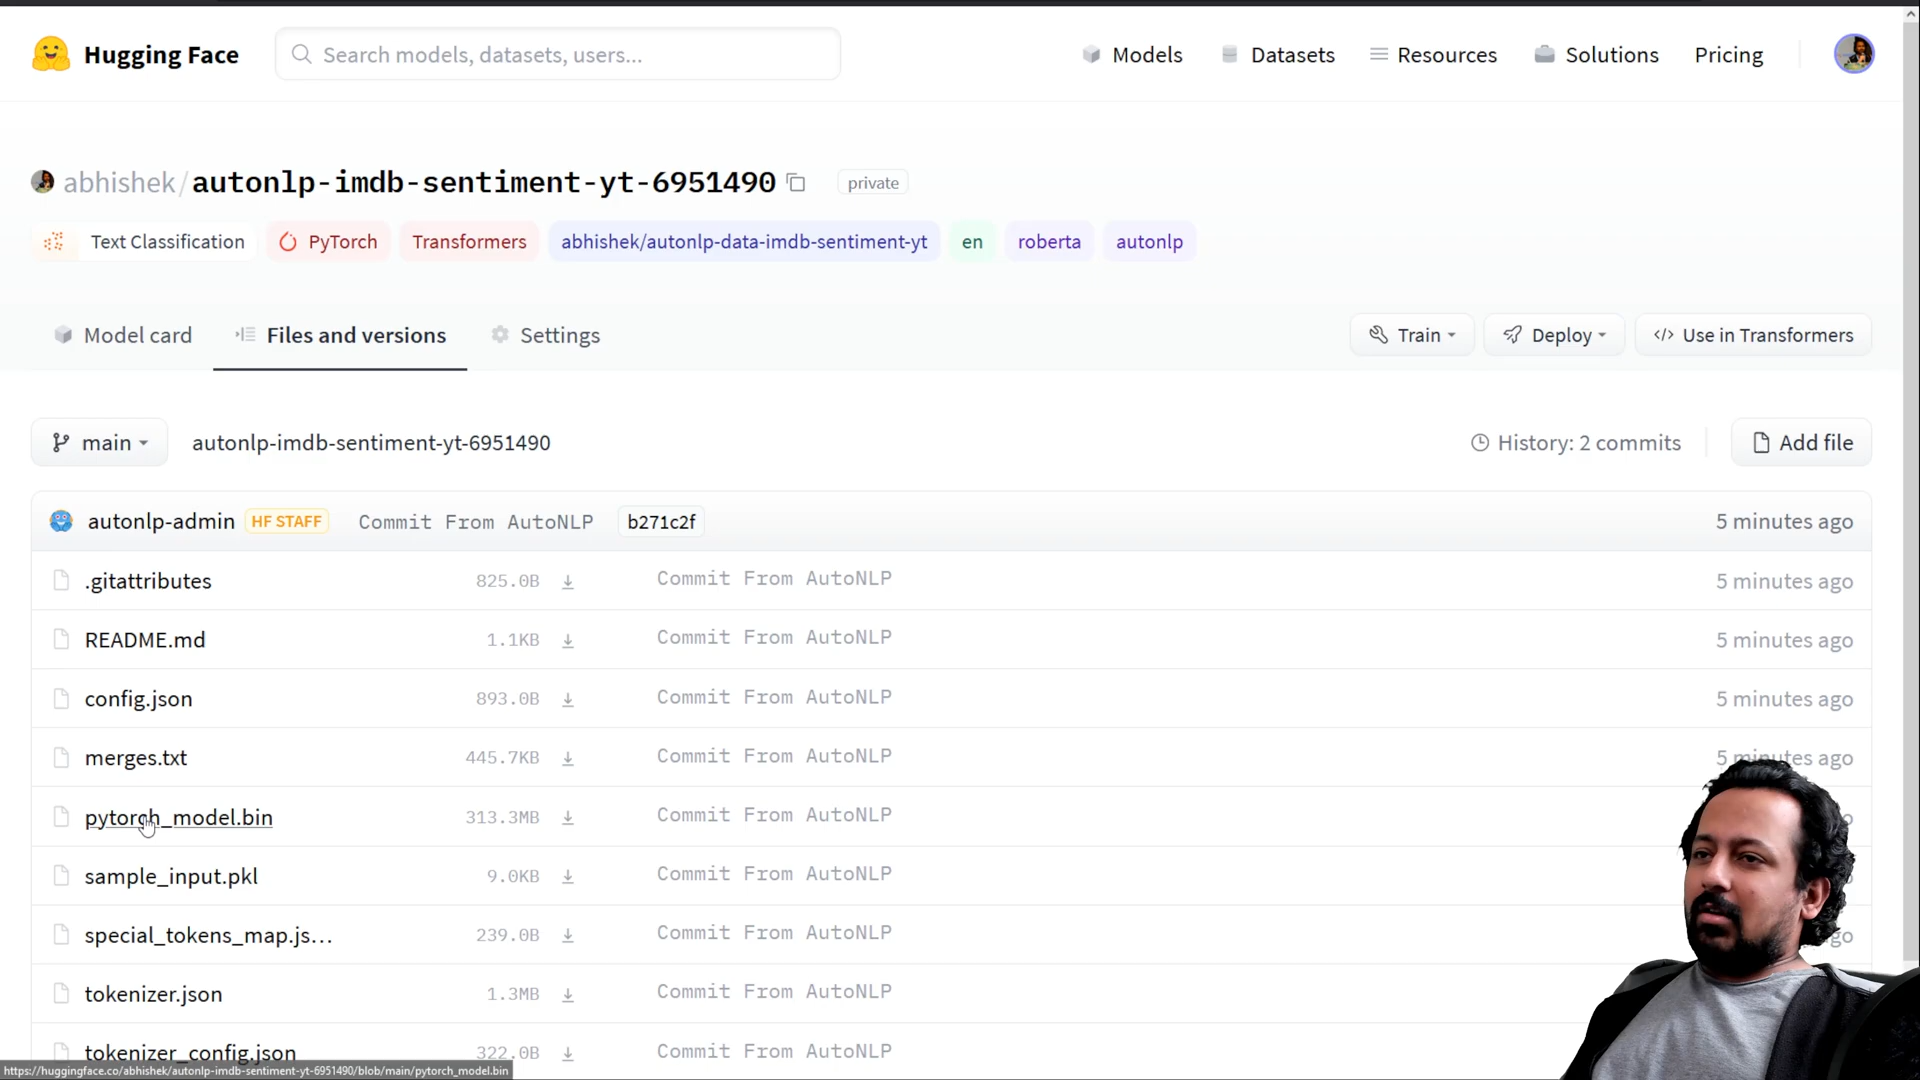 Hugging Face
Search models, datasets, users...
Models
Datasets
Resources
Solutions
Pricing
abhishek/autonlp-imdb-sentiment-yt-6951490
private
Text Classification
PyTorch
Transformers
abhishek/autonlp-data-imdb-sentiment-yt
en
roberta
autonlp
Model card
Files and versions
Settings
Train
Deploy
</> Use in Transformers
main
autonlp-imdb-sentiment-yt-6951490
History: 2 commits
Add file
autonlp-admin HF STAFF Commit From AutoNLP b271c2f 5 minutes ago
.gitattributes 825.0B Commit From AutoNLP 5 minutes ago
README.md 1.1KB Commit From AutoNLP 5 minutes ago
config.json 893.0B Commit From AutoNLP 5 minutes ago
merges.txt 445.7KB Commit From AutoNLP 5 minutes ago
pytorch_model.bin 313.3MB Commit From AutoNLP
sample_input.pkl 9.0KB Commit From AutoNLP
special_tokens_map.js... 239.0B Commit From AutoNLP
tokenizer.json 1.3MB Commit From AutoNLP
tokenizer_config.json 322.0B Commit From AutoNLP
https://huggingface.co/abhishek/autonlp-imdb-sentiment-yt-6951490/blob/main/pytorch_model.bin